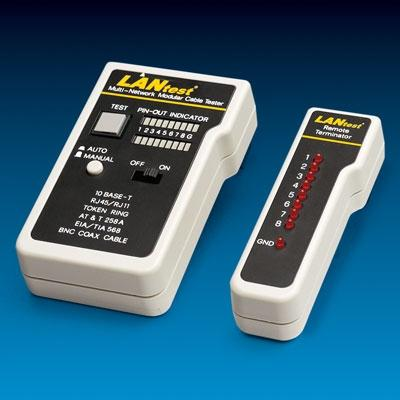 LANtest
Multi-Network Modular Cable Tester
TEST
PIN-OUT INDICATOR
1 2 3 4 5 6 7 8 G
AUTO
MANUAL
OFF
ON
10 BASE-T
RJ45/RJ11
TOKEN RING
AT & T 258A
EIA/TIA 568
BNC COAX CABLE
LANtest
Remote
Terminator
1
2
3
4
5
6
7
8
GND